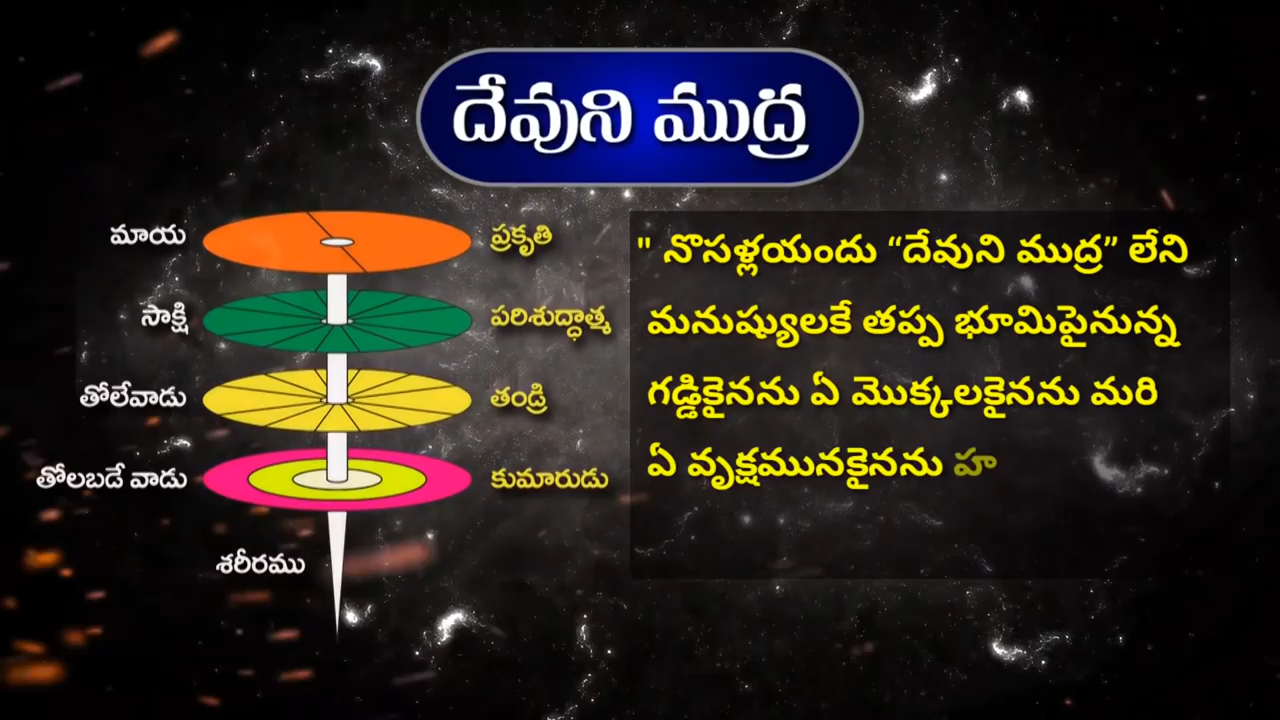 దేవుని ముద్ర
మాయ
ప్రకృతి
సాక్షి
పరిశుద్ధాత్మ
తోలేవాడు
తండ్రి
తోలబడే వాడు
కుమారుడు
శరీరము
" నొసళ్లయందు “దేవుని ముద్ర” లేని
మనుష్యులకే తప్ప భూమిపైనున్న
గడ్డికైనను ఏ మొక్కలకైనను మరి
ఏ వృక్షమునకైనను హ